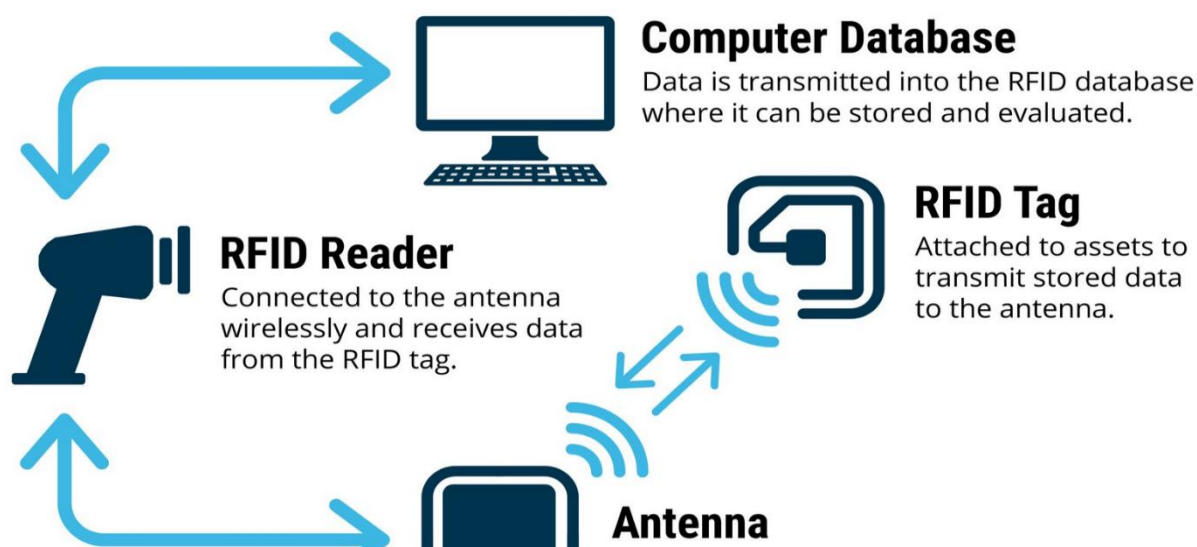 Computer Database
Data is transmitted into the RFID database
where it can be stored and evaluated.
RFID Tag
Attached to assets to
transmit stored data
to the antenna.
RFID Reader
Connected to the antenna
wirelessly and receives data
from the RFID tag.
Antenna